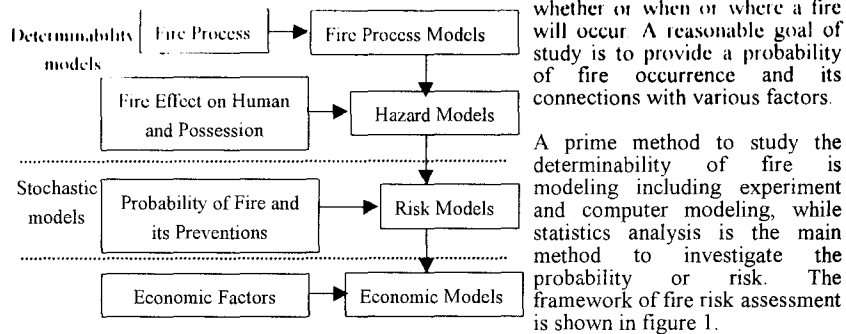 Determinability
models
Fire Process
Fire Process Models
Fire Effect on Human
and Possession
Hazard Models
Stochastic
models
Probability of Fire and
its Preventions
Risk Models
Economic Factors
Economic Models
whether or when or where a fire
will occur. A reasonable goal of
study is to provide a probability
of fire occurrence and its
connections with various factors.
A prime method to study the
determinability of fire is
modeling including experiment
and computer modeling, while
statistics analysis is the main
method to investigate the
probability or risk. The
framework of fire risk assessment
is shown in figure 1.